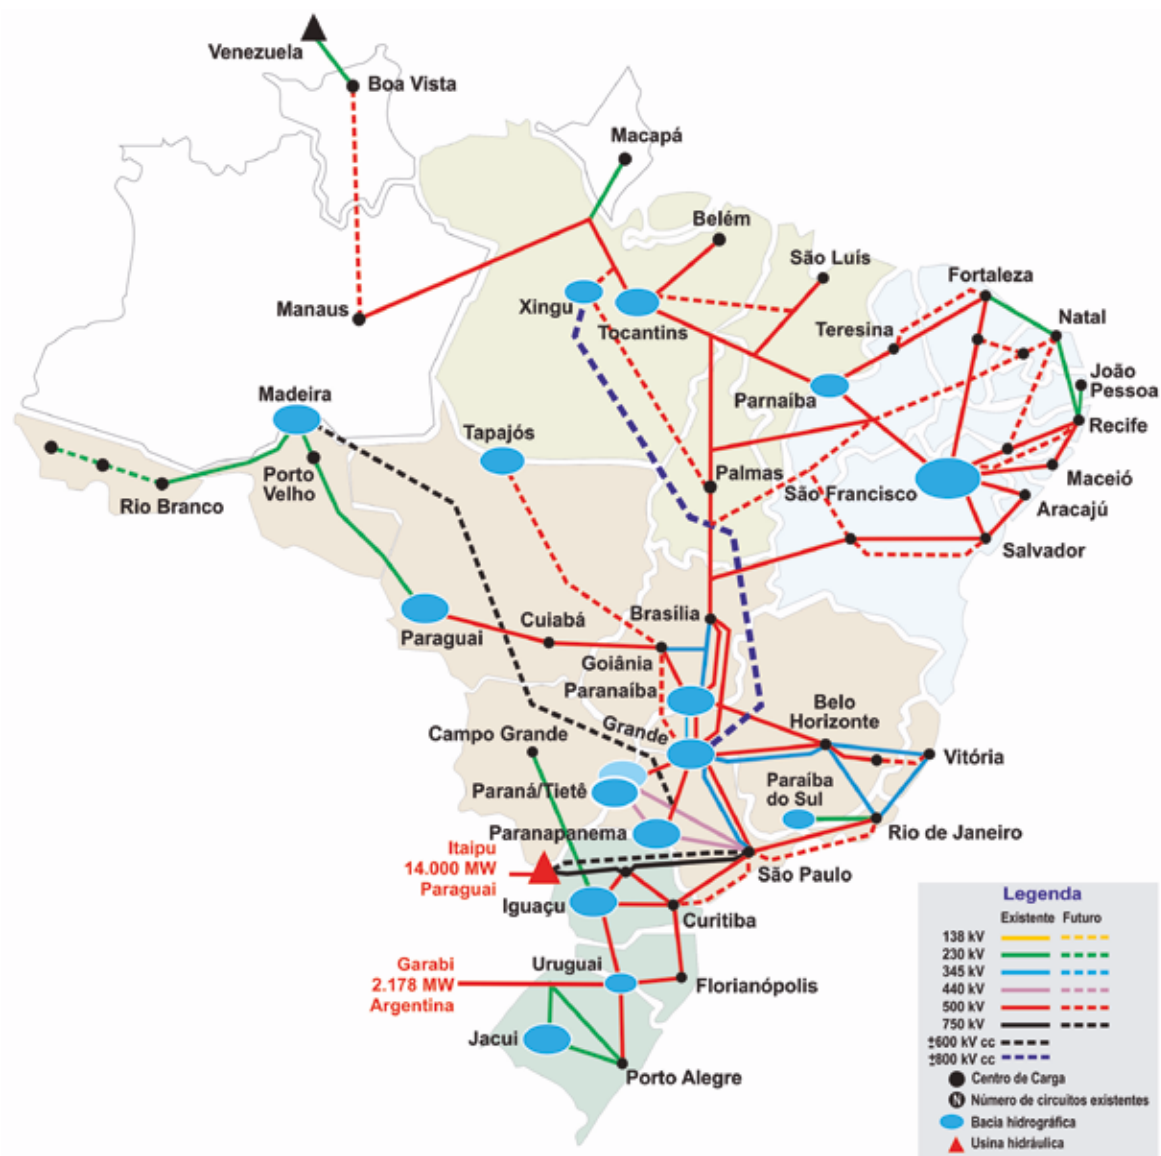 Venezuela
Boa Vista
Macapá
Belém
São Luís
Fortaleza
Xingu
Tocantins
Manaus
Teresina
Natal
João
Pessoa
Parnaíba
Recife
Madeira
Tapajós
Porto
Velho
Rio Branco
Palmas
São Francisco
Maceió
Aracajú
Salvador
Paraguai
Cuiabá
Brasília
Goiânia
Paranaíba
Grande
Belo
Horizonte
Campo Grande
Vitória
Paraná/Tietê
Paraíba
do Sul
Paranapanema
Rio de Janeiro
Itaipu
14.000 MW
Paraguai
São Paulo
Iguaçu
Curitiba
Garabi
2.178 MW
Argentina
Uruguai
Florianópolis
Jacui
Porto Alegre
Legenda
Existente Futuro
138 kV
230 kV
345 kV
440 kV
500 kV
750 kV
±600 kV cc
±800 kV cc
Centro de Carga
N Número de circuitos existentes
Bacia hidrográfica
Usina hidráulica